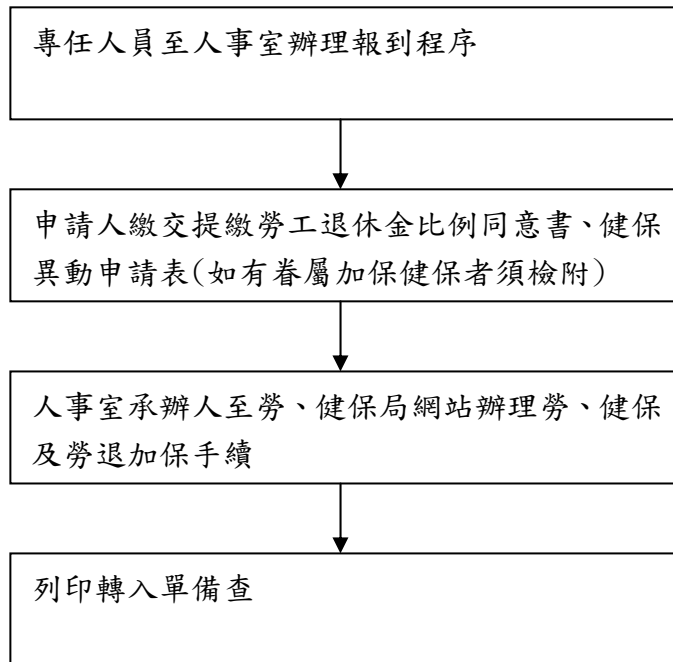 專任人員至人事室辦理報到程序
申請人繳交提繳勞工退休金比例同意書、健保
異動申請表(如有眷屬加保健保者須檢附)
人事室承辦人至勞、健保局網站辦理勞、健保
及勞退加保手續
列印轉入單備查